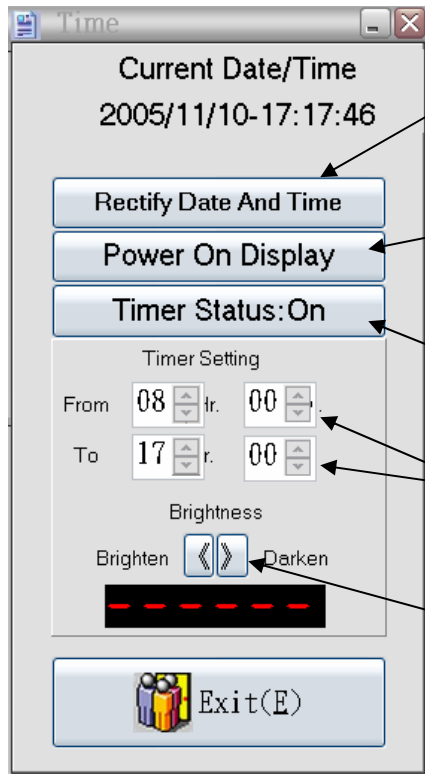 Time
Current Date/Time
2005/11/10-17:17:46
Rectify Date And Time
Power On Display
Timer Status:On
Timer Setting
From 08 Hr. 00
To 17 r. 00
Brightness
Brighten 《 》 Darken
------
Exit(E)